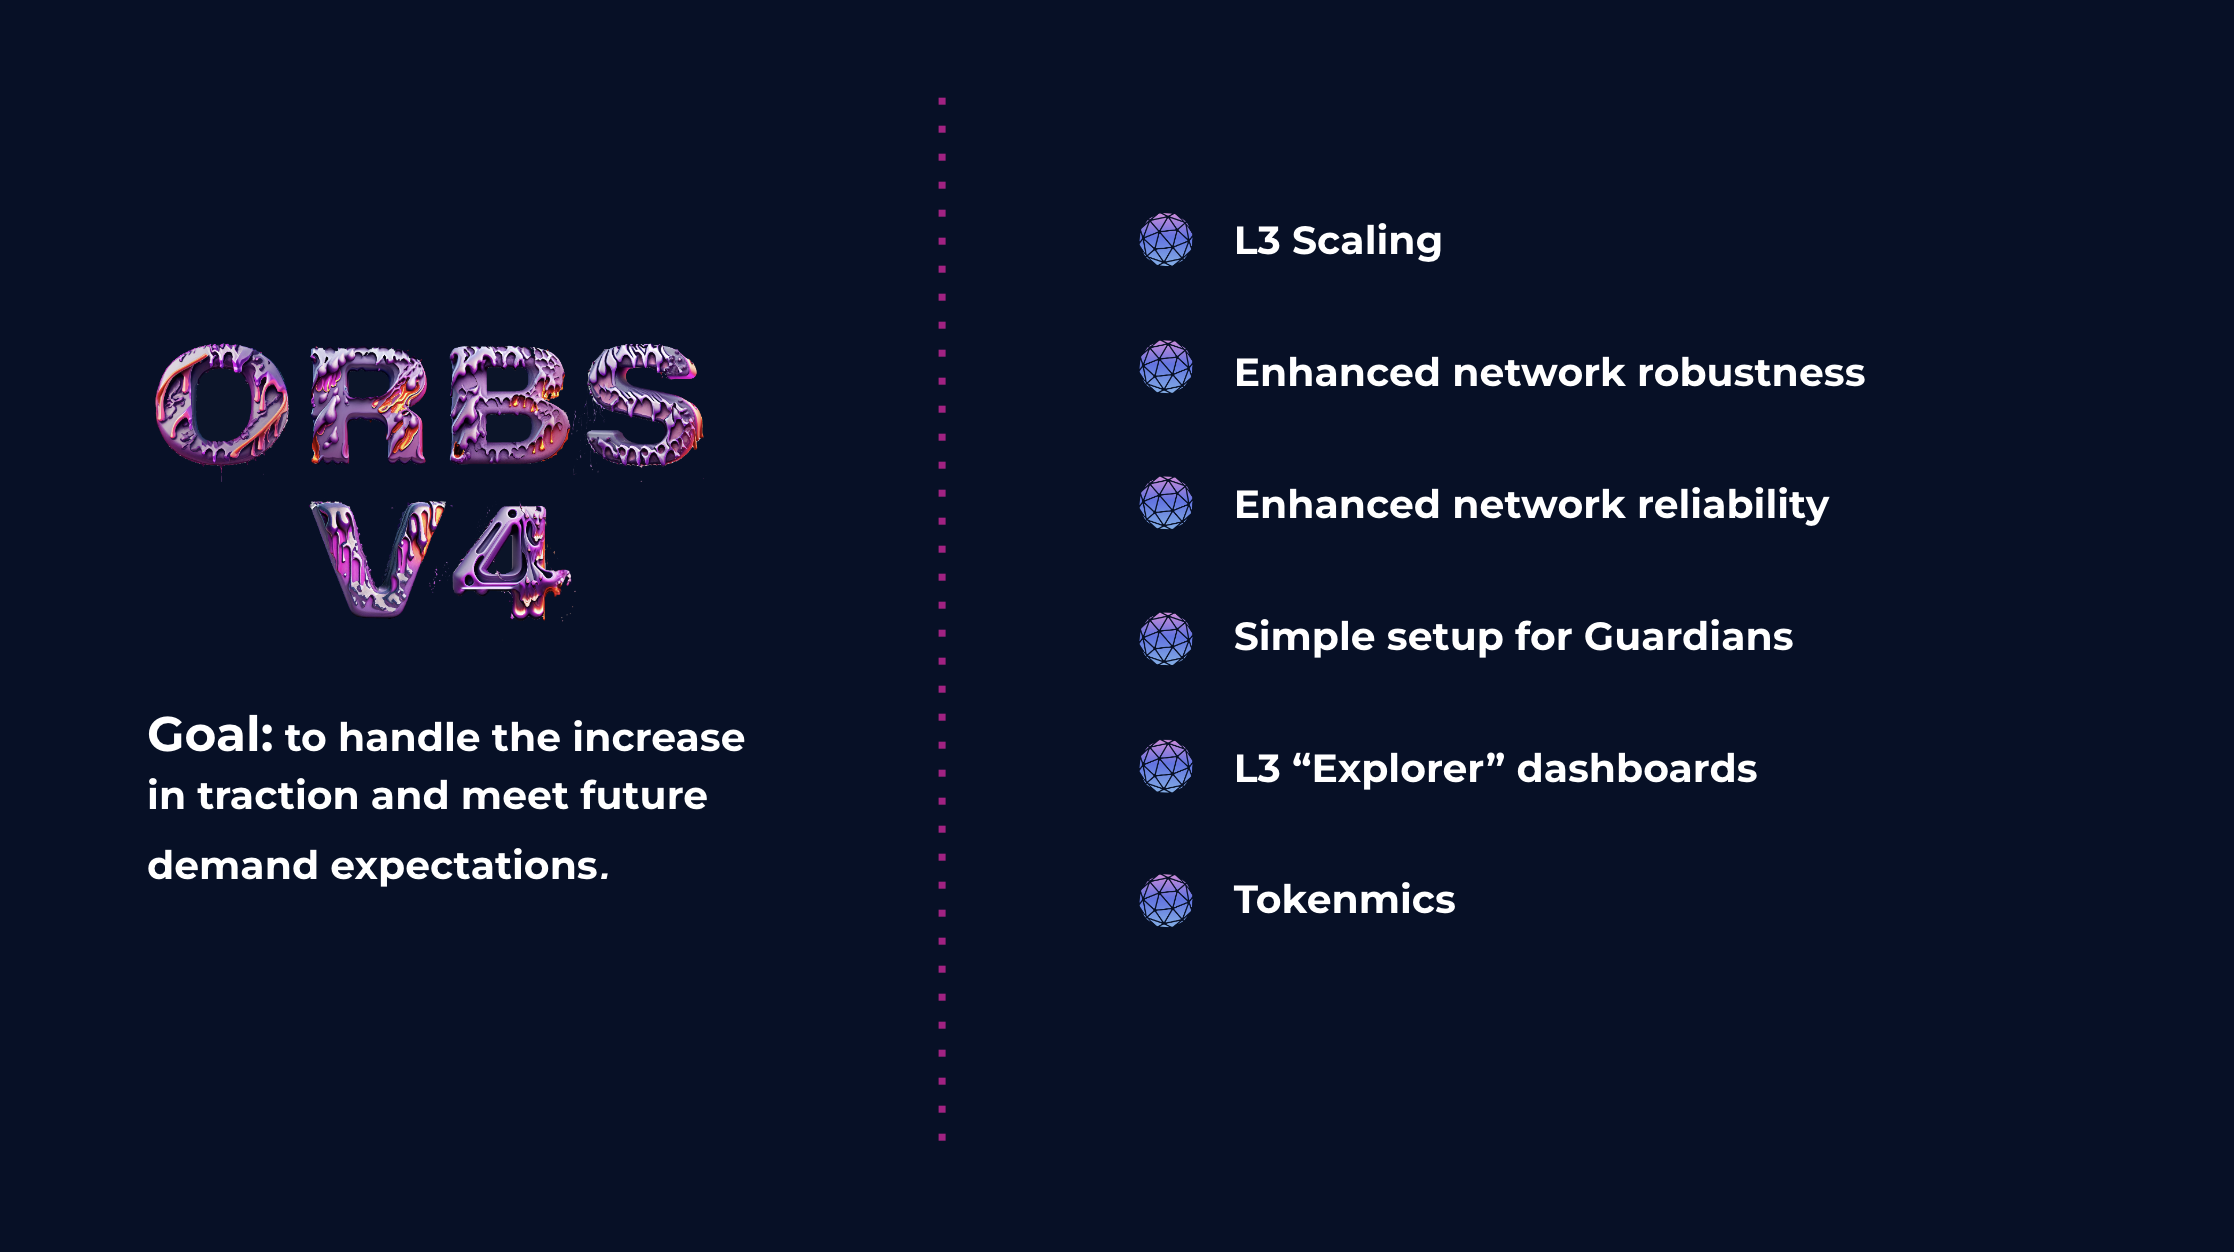 ORBS
V4
Goal: to handle the increase
in traction and meet future
demand expectations.
L3 Scaling
Enhanced network robustness
Enhanced network reliability
Simple setup for Guardians
L3 “Explorer” dashboards
Tokenmics